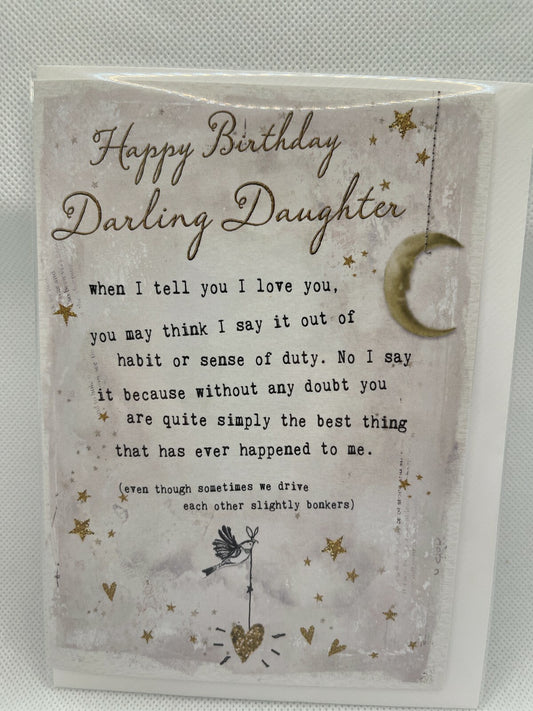 Happy Birthday
Darling Daughter
when I tell you I love you,
you may think I say it out of
habit or sense of duty. No I say
it because without any doubt you
are quite simply the best thing
that has ever happened to me.
(even though sometimes we drive
each other slightly bonkers)